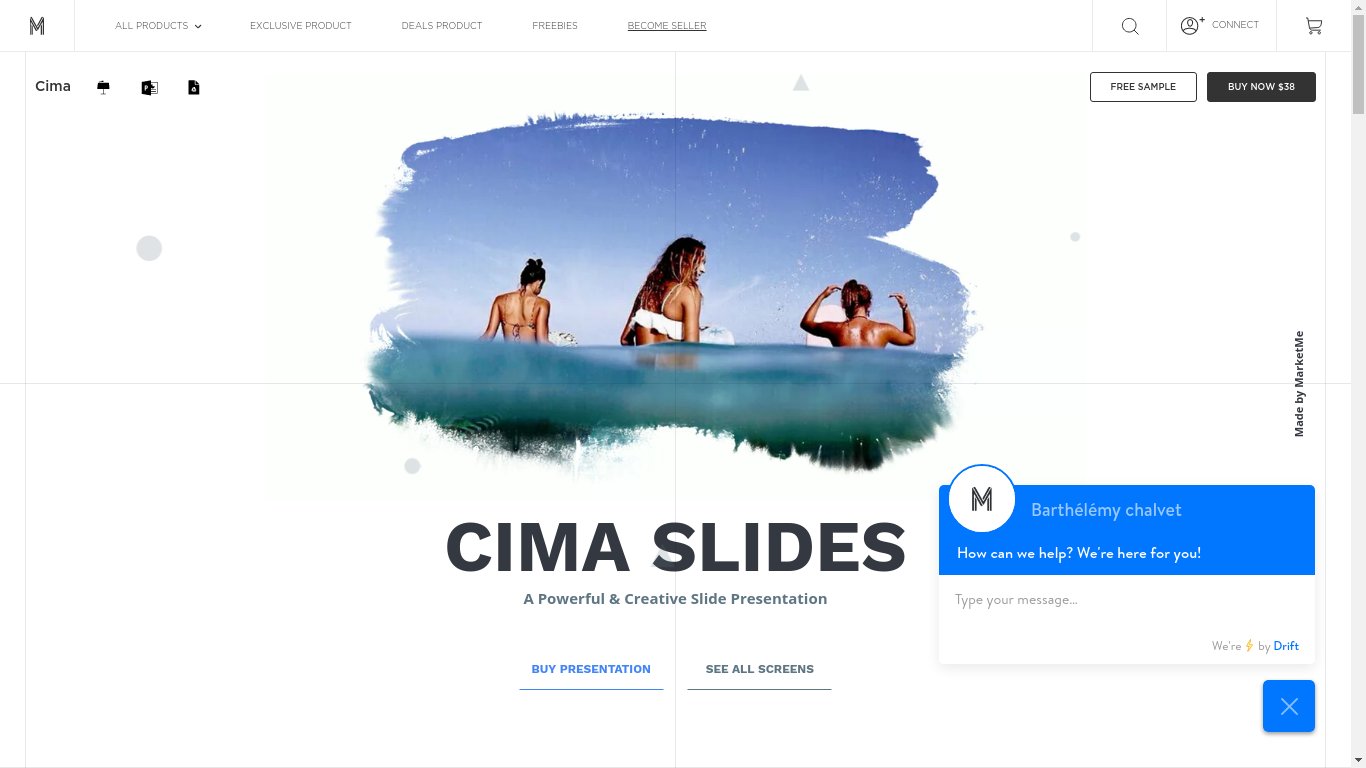 ALL PRODUCTS
EXCLUSIVE PRODUCT
DEALS PRODUCT
FREEBIES
BECOME SELLER
CONNECT
Cima
FREE SAMPLE
BUY NOW $38
Made by MarketMe
CIMA SLIDES
A Powerful & Creative Slide Presentation
BUY PRESENTATION
SEE ALL SCREENS
Barthélémy chalvet
How can we help? We're here for you!
Type your message...
We're ⚡ by Drift